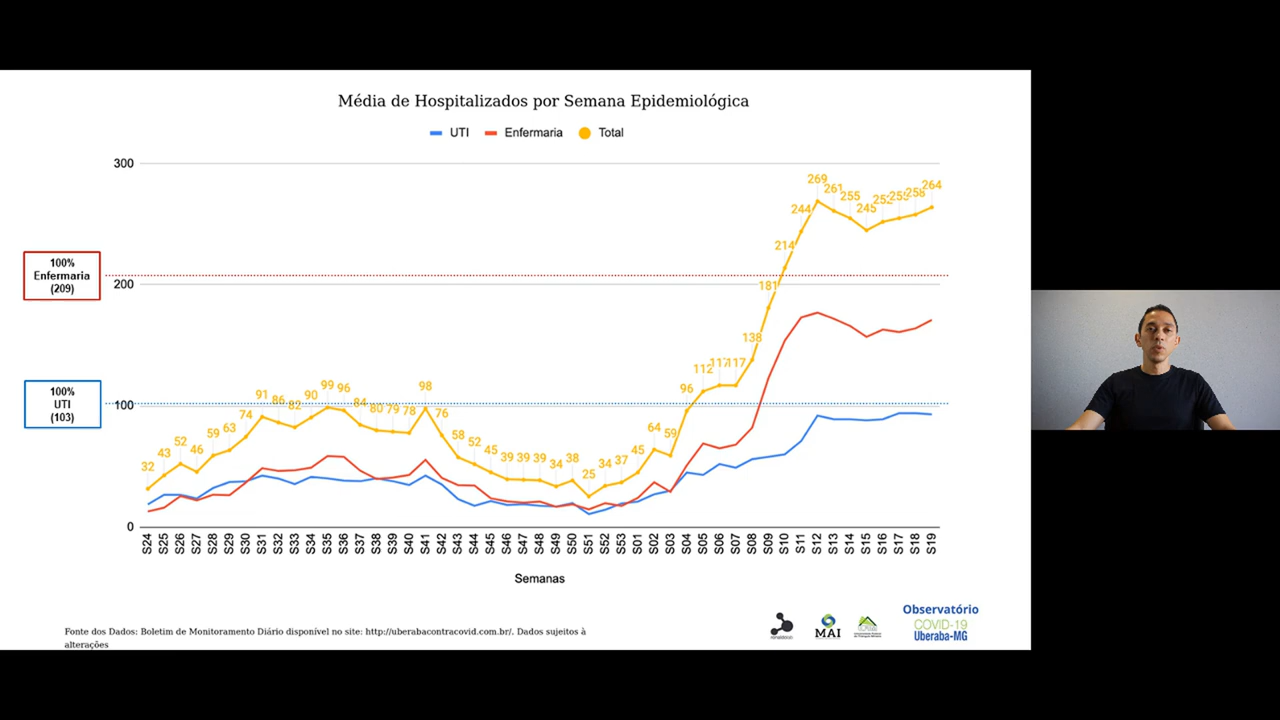 Média de Hospitalizados por Semana Epidemiológica
UTI Enfermaria Total
300
200
100
0
100%
Enfermaria
(209)
100%
UTI
(103)
32 43 52 46 59 63 74 91 86 82 90 99 96 84 80 79 78 98 76 58 52 45 39 39 39 34 38 25 34 37 45 64 59 96 112 117 117 138 181 214 244 269 261 255 245 252 255 258 264
S24 S25 S26 S27 S28 S29 S30 S31 S32 S33 S34 S35 S36 S37 S38 S39 S40 S41 S42 S43 S44 S45 S46 S47 S48 S49 S50 S51 S52 S53 S01 S02 S03 S04 S05 S06 S07 S08 S09 S10 S11 S12 S13 S14 S15 S16 S17 S18 S19
Semanas
Fonte dos Dados: Boletim de Monitoramento Diário disponível no site: http://uberabacontracovid.com.br/. Dados sujeitos à
alterações
MAI
Observatório
COVID-19
Uberaba-MG